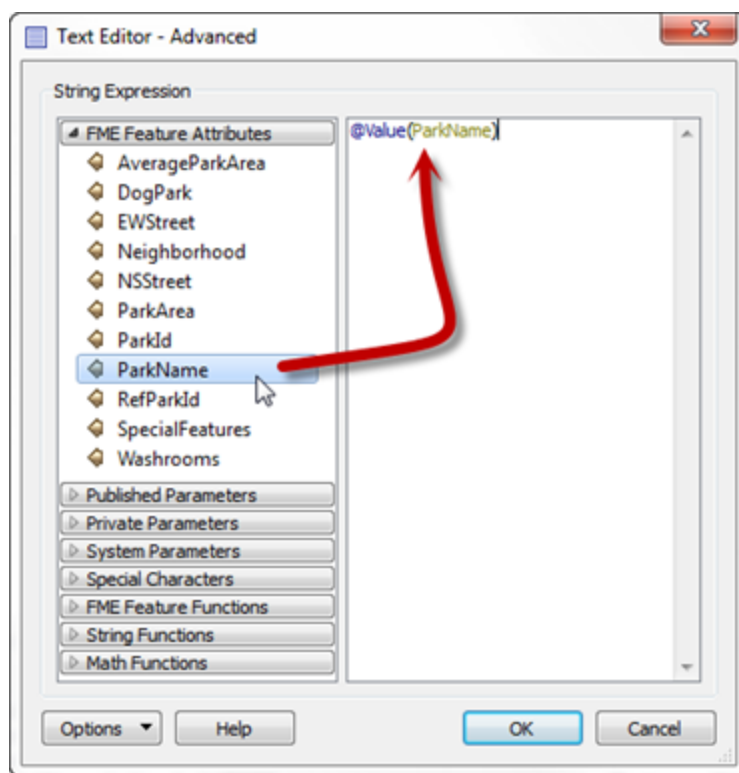 Text Editor - Advanced
String Expression
FME Feature Attributes
AverageParkArea
DogPark
EWStreet
Neighborhood
NSStreet
ParkArea
ParkId
ParkName
RefParkId
SpecialFeatures
Washrooms
Published Parameters
Private Parameters
System Parameters
Special Characters
FME Feature Functions
String Functions
Math Functions
@Value(ParkName)
Options
Help
OK
Cancel